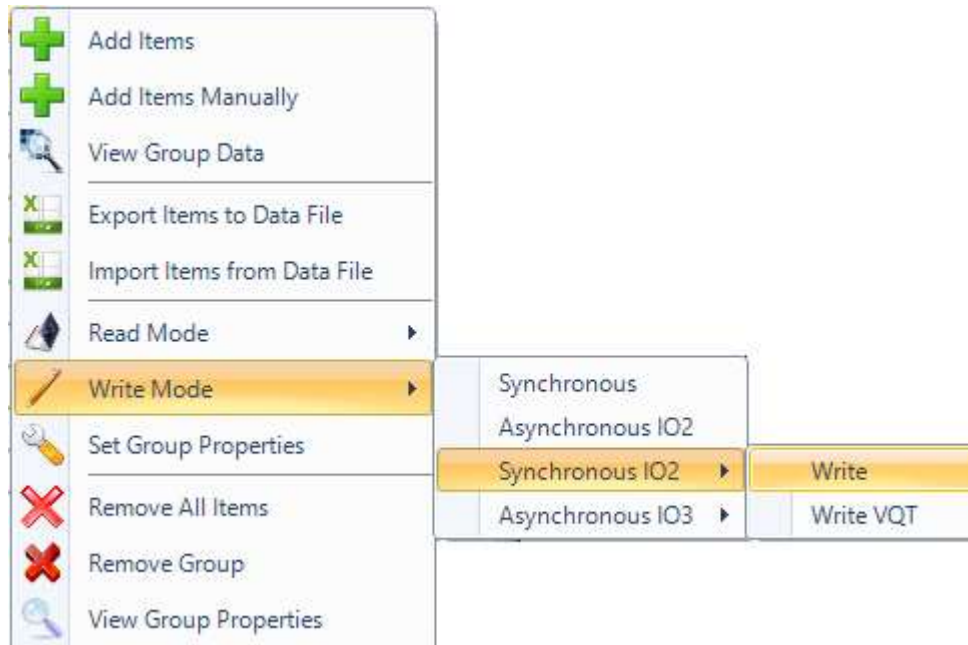 Add Items
Add Items Manually
View Group Data
Export Items to Data File
Import Items from Data File
Read Mode
Write Mode
Set Group Properties
Remove All Items
Remove Group
View Group Properties
Synchronous
Asynchronous IO2
Synchronous IO2
Asynchronous IO3
Write
Write VQT